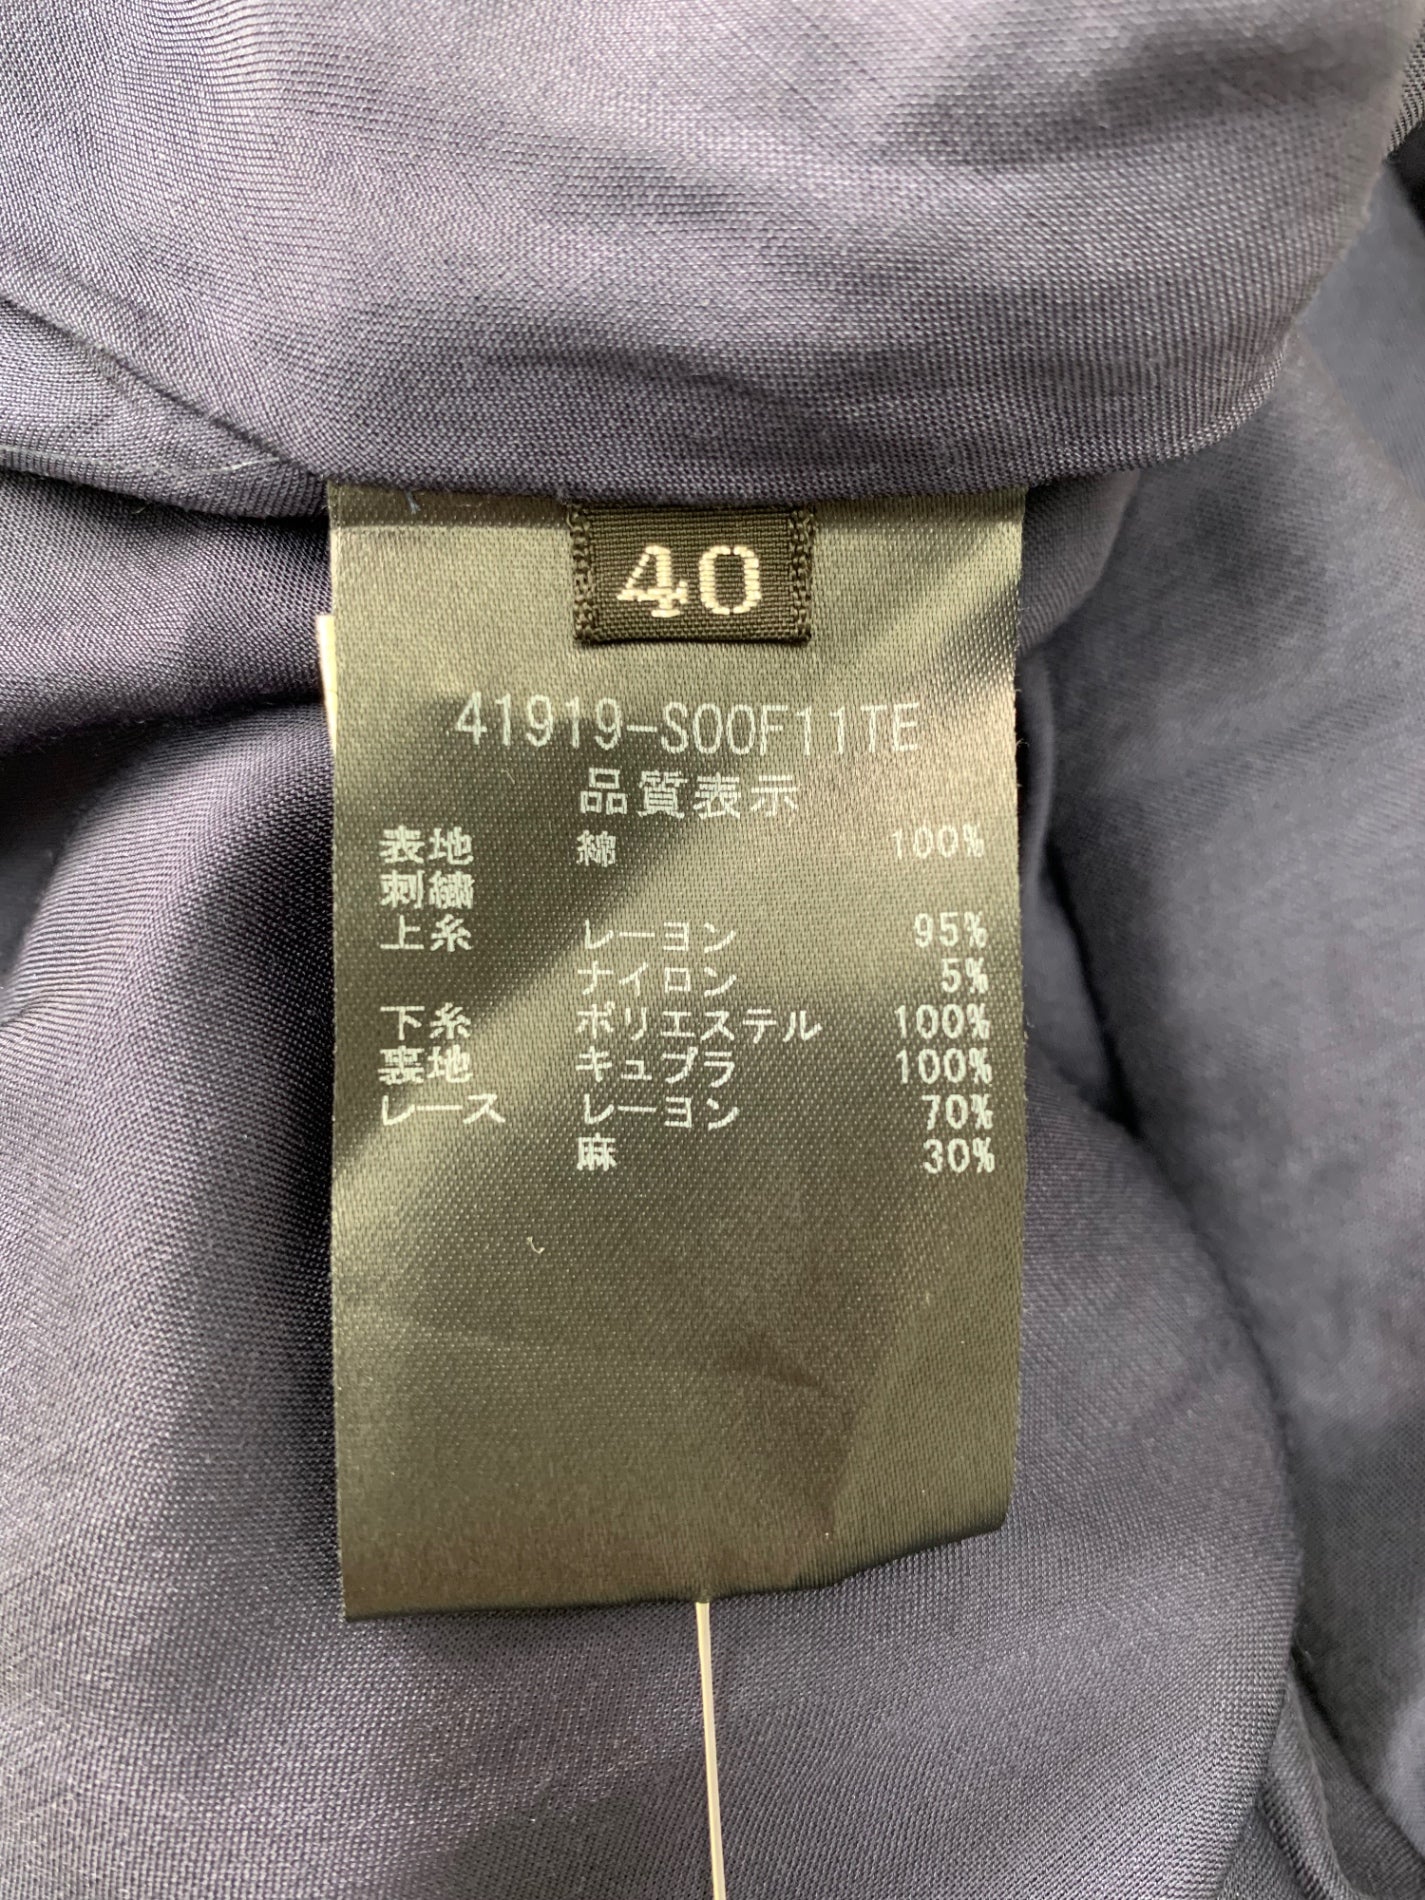 40
41919-S00F11TE
品質表示
表地 綿 100%
刺繍
上糸 レーヨン 95%
ナイロン 5%
下糸 ポリエステル 100%
裏地 キュプラ 100%
レース レーヨン 70%
麻 30%